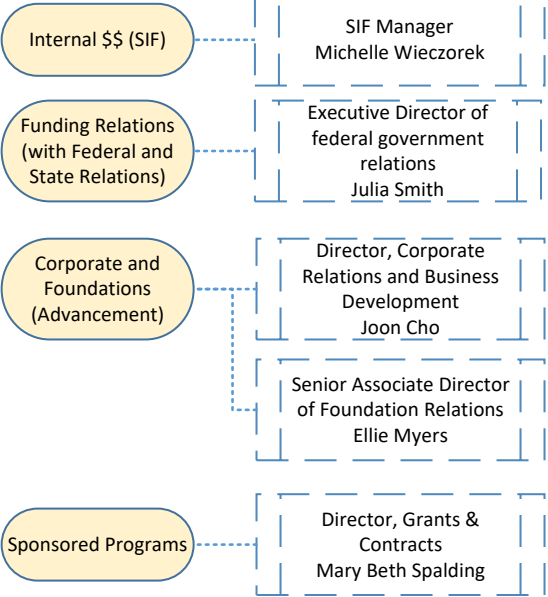 Internal $$ (SIF)
SIF Manager
Michelle Wieczorek
Funding Relations
(with Federal and
State Relations)
Executive Director of
federal government
relations
Julia Smith
Corporate and
Foundations
(Advancement)
Director, Corporate
Relations and Business
Development
Joon Cho
Senior Associate Director
of Foundation Relations
Ellie Myers
Sponsored Programs
Director, Grants &
Contracts
Mary Beth Spalding